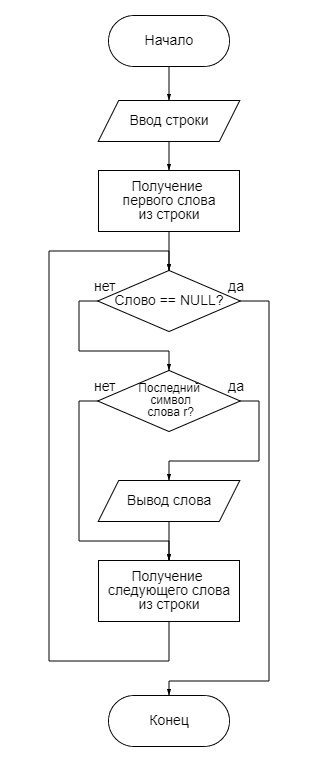 Начало
Ввод строки
Получение
первого слова
из строки
нет
да
Слово == NULL?
нет
да
Последний
символ
слова r?
Вывод слова
Получение
следующего слова
из строки
Конец